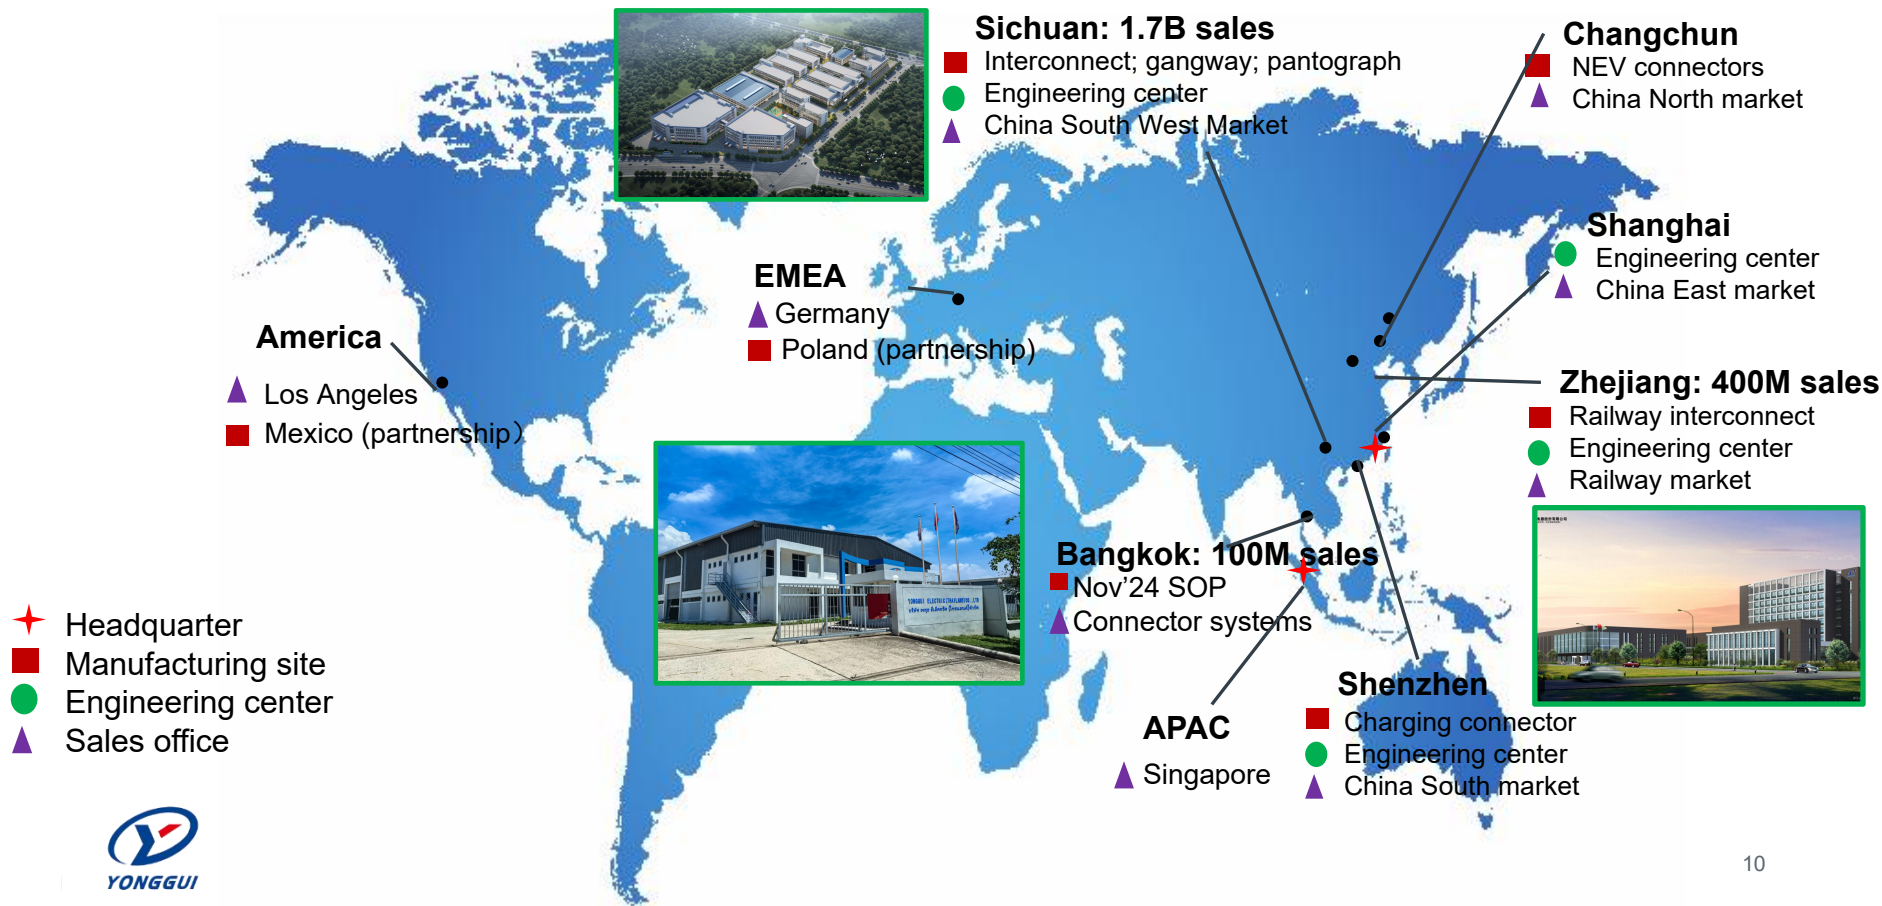 Sichuan: 1.7B sales
Interconnect; gangway; pantograph
Engineering center
China South West Market
Changchun
NEV connectors
China North market
Shanghai
Engineering center
China East market
EMEA
Germany
Poland (partnership)
America
Los Angeles
Mexico (partnership）
Zhejiang: 400M sales
Railway interconnect
Engineering center
Railway market
Bangkok: 100M sales
Nov’24 SOP
Connector systems
Shenzhen
Charging connector
Engineering center
China South market
APAC
Singapore
Headquarter
Manufacturing site
Engineering center
Sales office
YONGGUI
10